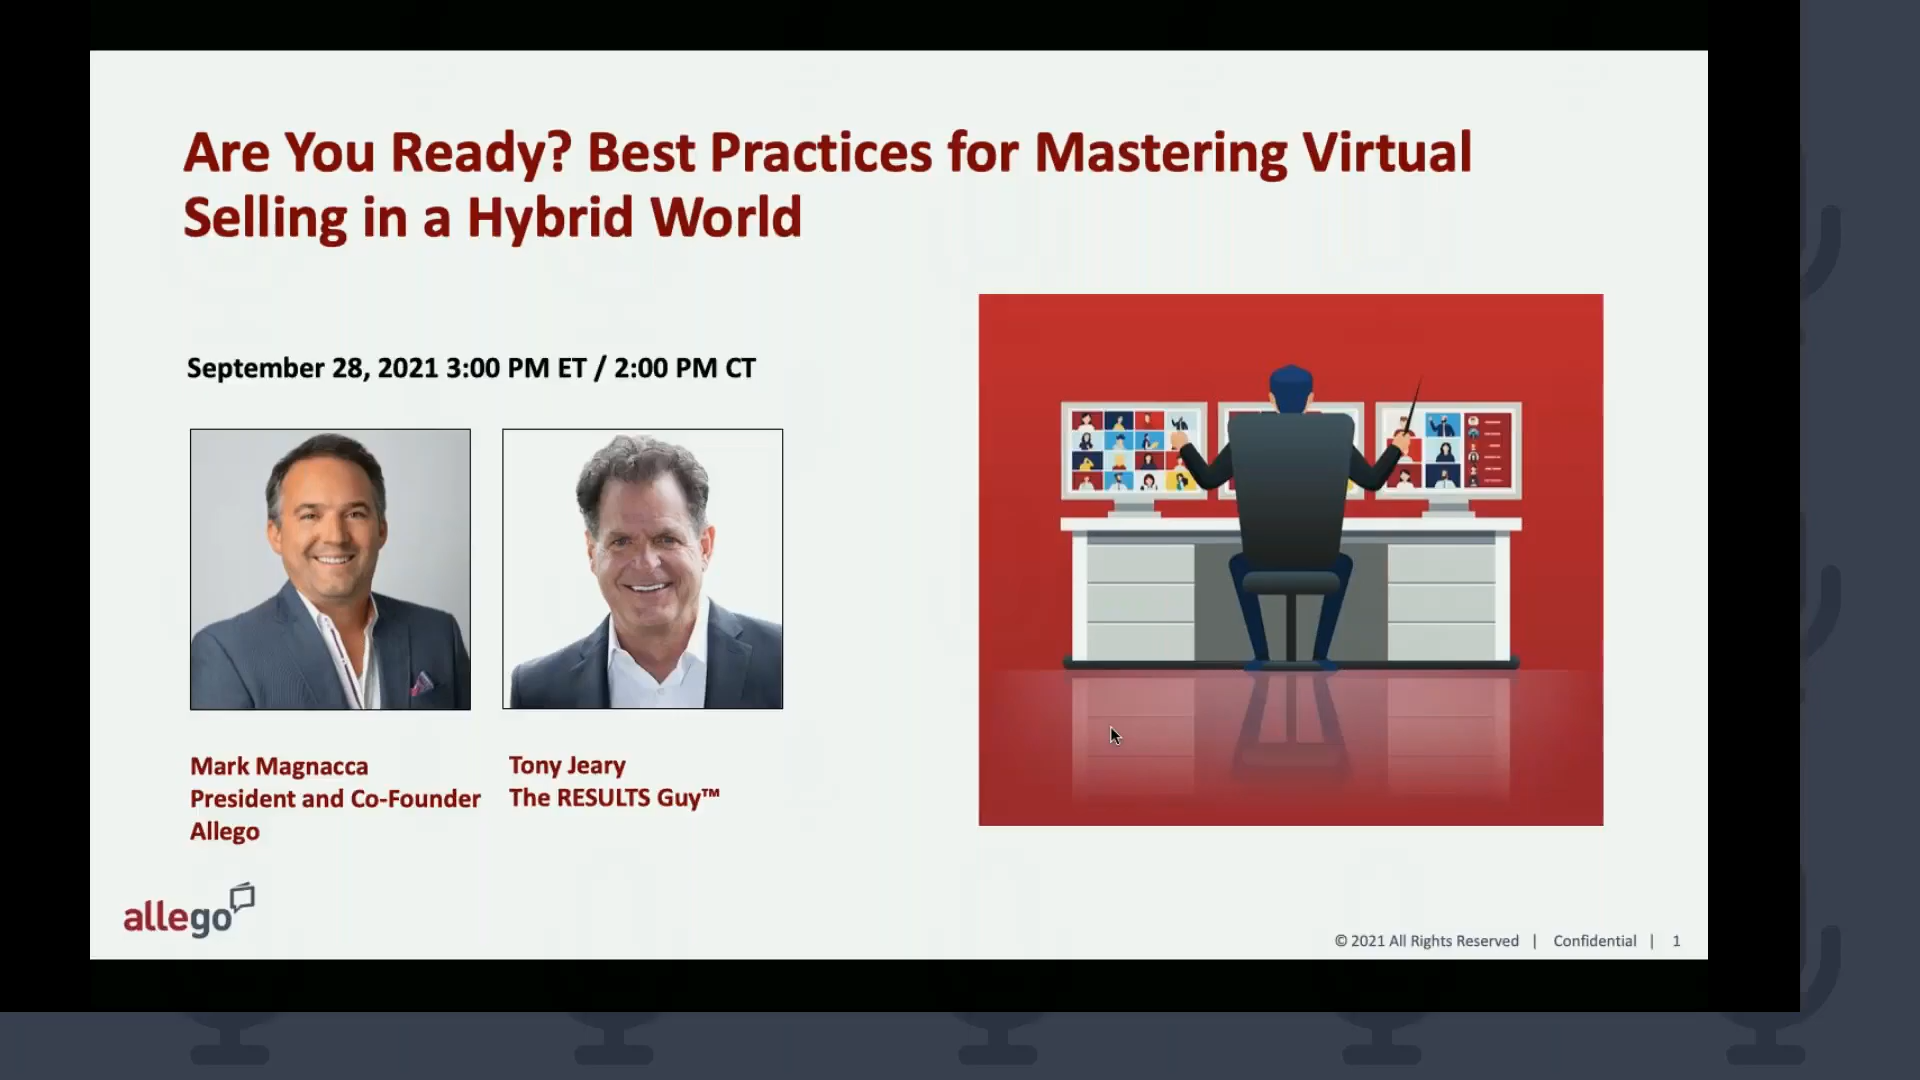 Are You Ready? Best Practices for Mastering Virtual
Selling in a Hybrid World
September 28, 2021 3:00 PM ET / 2:00 PM CT
Mark Magnacca
President and Co-Founder
Allego
Tony Jeary
The RESULTS Guy™
allego
© 2021 All Rights Reserved | Confidential | 1